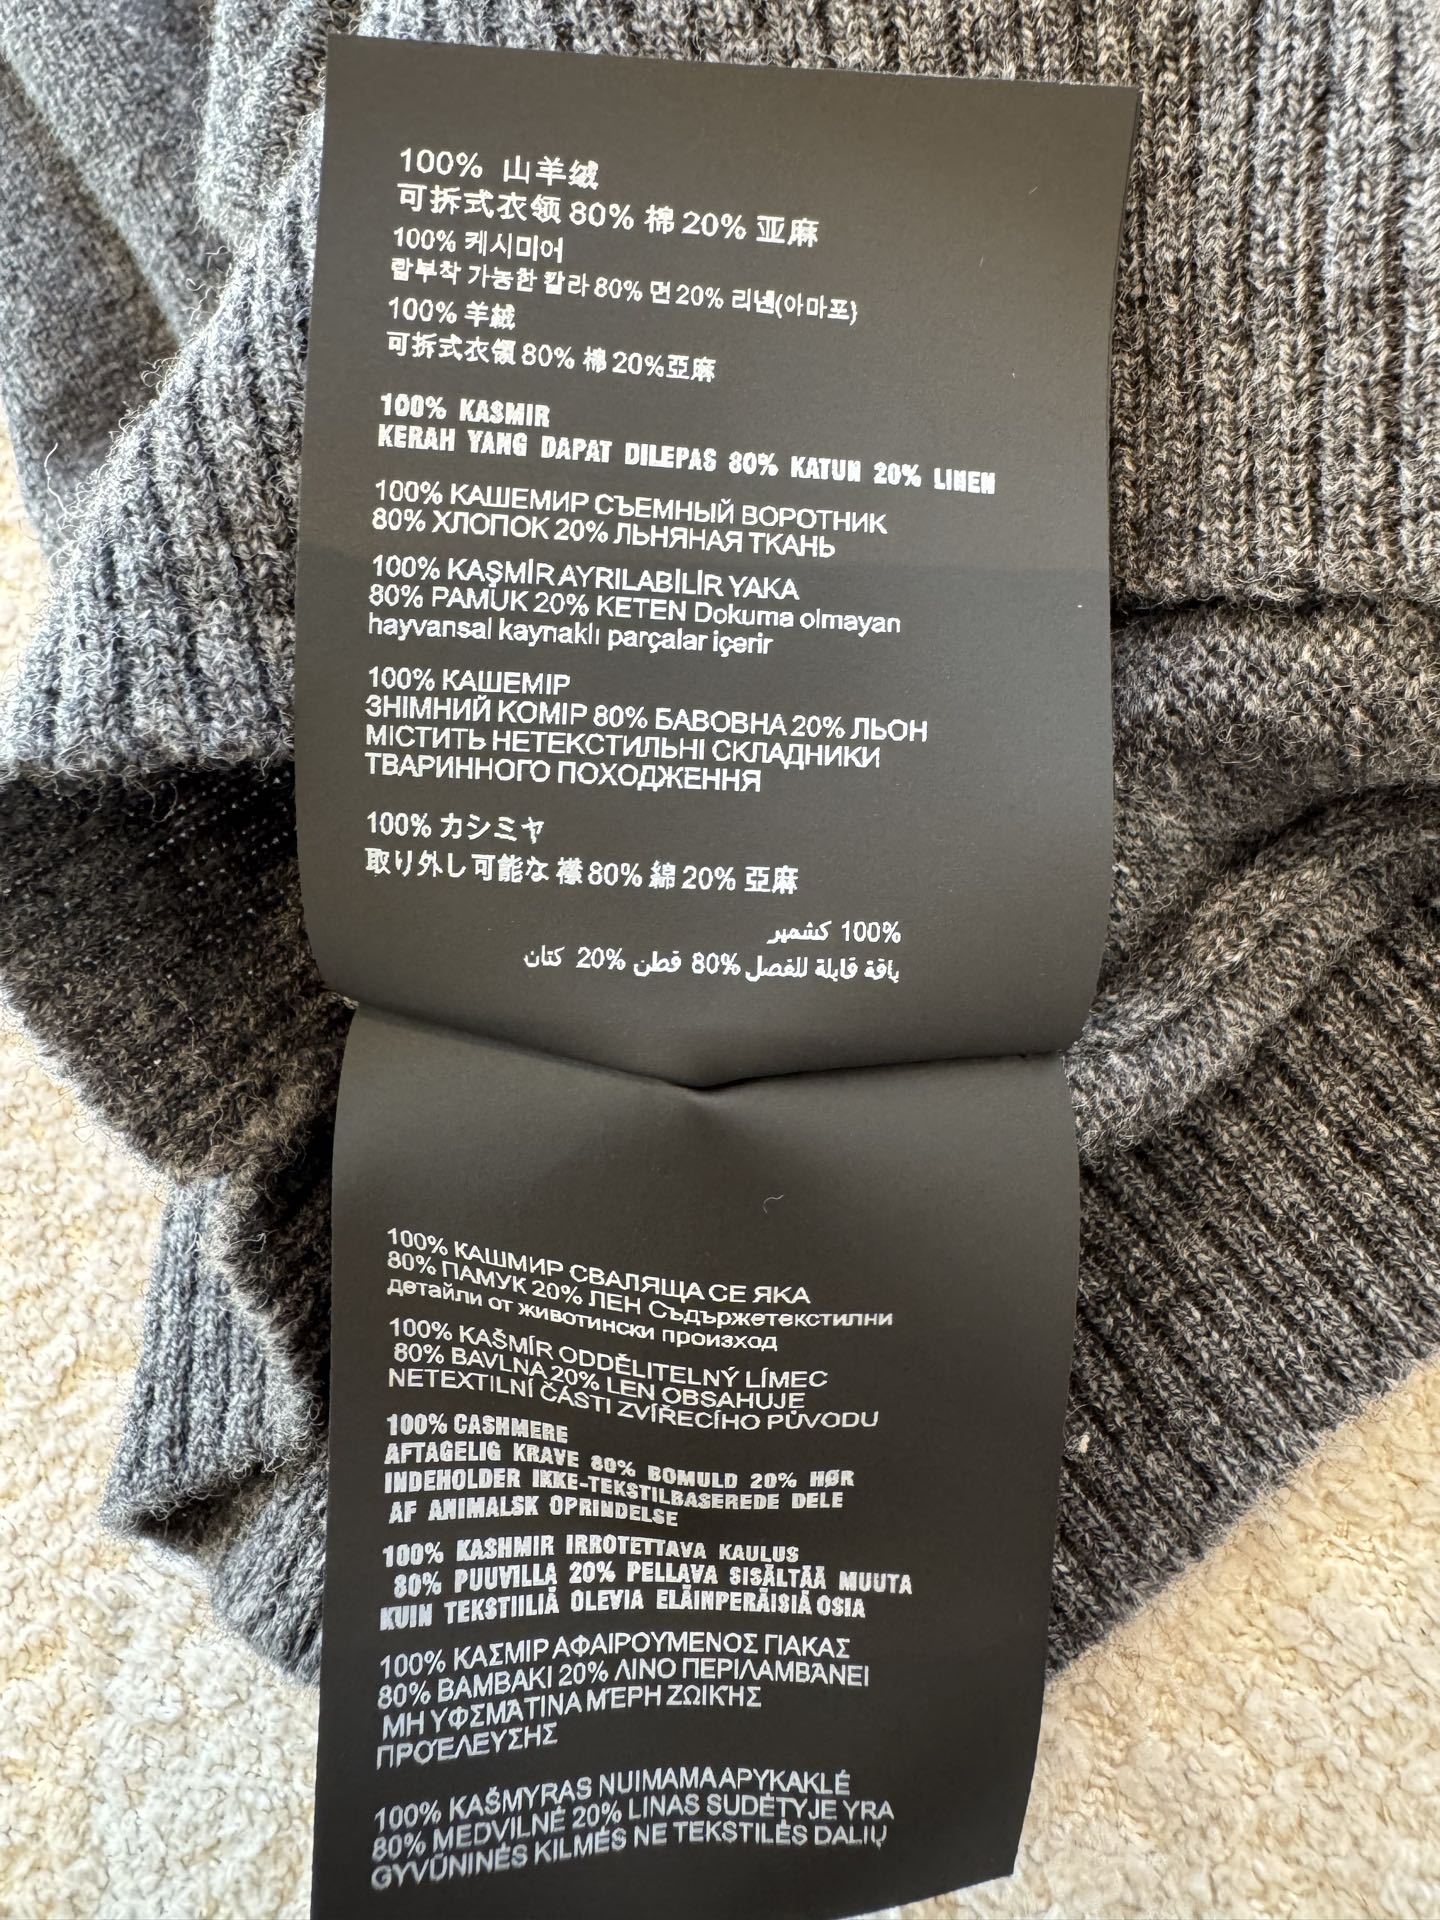 100% 山羊绒
可拆式衣领 80% 棉 20% 亚麻
100% 케시미어
탈부착 가능한 칼라 80% 면 20% 리넨(아마포}
100% 羊絨
可拆式衣領 80% 棉 20%亞麻
100% KASMIR
KERAH YANG DAPAT DILEPAS 80% KATUN 20% LINEN
100% КАШЕМИР СЪЕМНЫЙ ВОРОТНИК
80% ХЛОПОК 20% ЛЬНЯНАЯ ТКАНЬ
100% KAŞMİR AYRILABİLİR YAKA
80% PAMUK 20% KETEN Dokuma olmayan
hayvansal kaynaklı parçalar içerir
100% КАШЕМІР
ЗНІМНИЙ КОМІР 80% БАВОВНА 20% ЛЬОН
МІСТИТЬ НЕТЕКСТИЛЬНІ СКЛАДНИКИ
ТВАРИННОГО ПОХОДЖЕННЯ
100% カシミヤ
取り外し可能な 襟 80% 綿 20% 亞麻
100% كشمير
ياقة قابلة للفصل 80% قطن 20% كتان
100% КАШМИР СВАЛЯЩА СЕ ЯКА
80% ПАМУК 20% ЛЕН Съдържетекстилни
детайли от животински произход
100% KAŠMÍR ODDĚLITELNÝ LÍMEC
80% BAVLNA 20% LEN OBSAHUJE
NETEXTILNÍ ČÁSTI ZVÍŘECÍHO PŮVODU
100% CASHMERE
AFTAGELIG KRAVE 80% BOMULD 20% HØR
INDEHOLDER IKKE-TEKSTILBASEREDE DELE
AF ANIMALSK OPRINDELSE
100% KASHMIR IRROTETTAVA KAULUS
80% PUUVILLA 20% PELLAVA SISÄLTÄÄ MUUTA
KUIN TEKSTIILIÄ OLEVIA ELÄINPERÄISIÄ OSIA
100% ΚΑΣΜΙΡ ΑΦΑΙΡΟΥΜΕΝΟΣ ΓΙΑΚΑΣ
80% ΒΑΜΒΑΚΙ 20% ΛΙΝΟ ΠΕΡΙΛΑΜΒΆΝΕΙ
ΜΗ ΥΦΣΜΆΤΙΝΑ ΜΈΡΗ ΖΩΙΚΉΣ
ΠΡΟΈΛΕΥΣΗΣ
100% KAŠMYRAS NUIMAMA APYKAKLĖ
80% MEDVILNĖ 20% LINAS SUDĖTYJE YRA
GYVŪNINĖS KILMĖS NE TEKSTILĖS DALIŲ